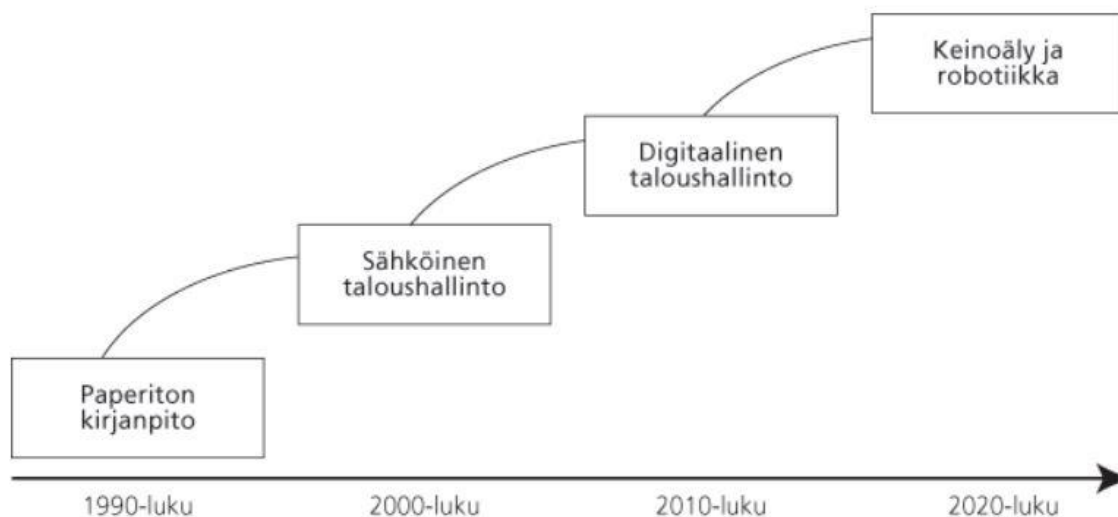 Keinoäly ja
robotiikka
Digitaalinen
taloushallinto
Sähköinen
taloushallinto
Paperiton
kirjanpito
1990-luku
2000-luku
2010-luku
2020-luku